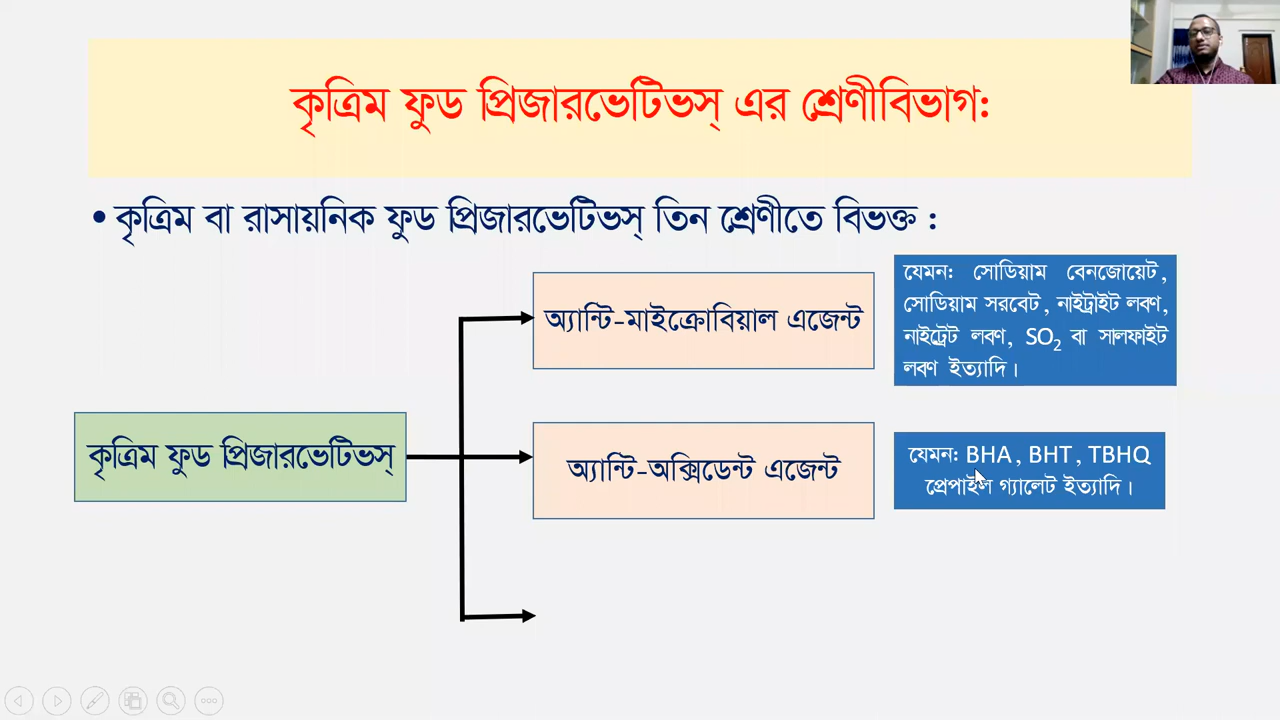 কৃত্রিম ফুড প্রিজারভেটিভস্ এর শ্রেণীবিভাগ:
• কৃত্রিম বা রাসায়নিক ফুড প্রিজারভেটিভস্ তিন শ্রেণীতে বিভক্ত :
অ্যান্টি-মাইক্রোবিয়াল এজেন্ট
যেমন: সোডিয়াম বেনজোয়েট,
সোডিয়াম সরবেট, নাইট্রাইট লবণ,
নাইট্রেট লবণ, SO₂ বা সালফাইট
লবণ ইত্যাদি।
কৃত্রিম ফুড প্রিজারভেটিভস্
অ্যান্টি-অক্সিডেন্ট এজেন্ট
যেমন: BHA, BHT, TBHQ
প্রোপাইল গ্যালেট ইত্যাদি।